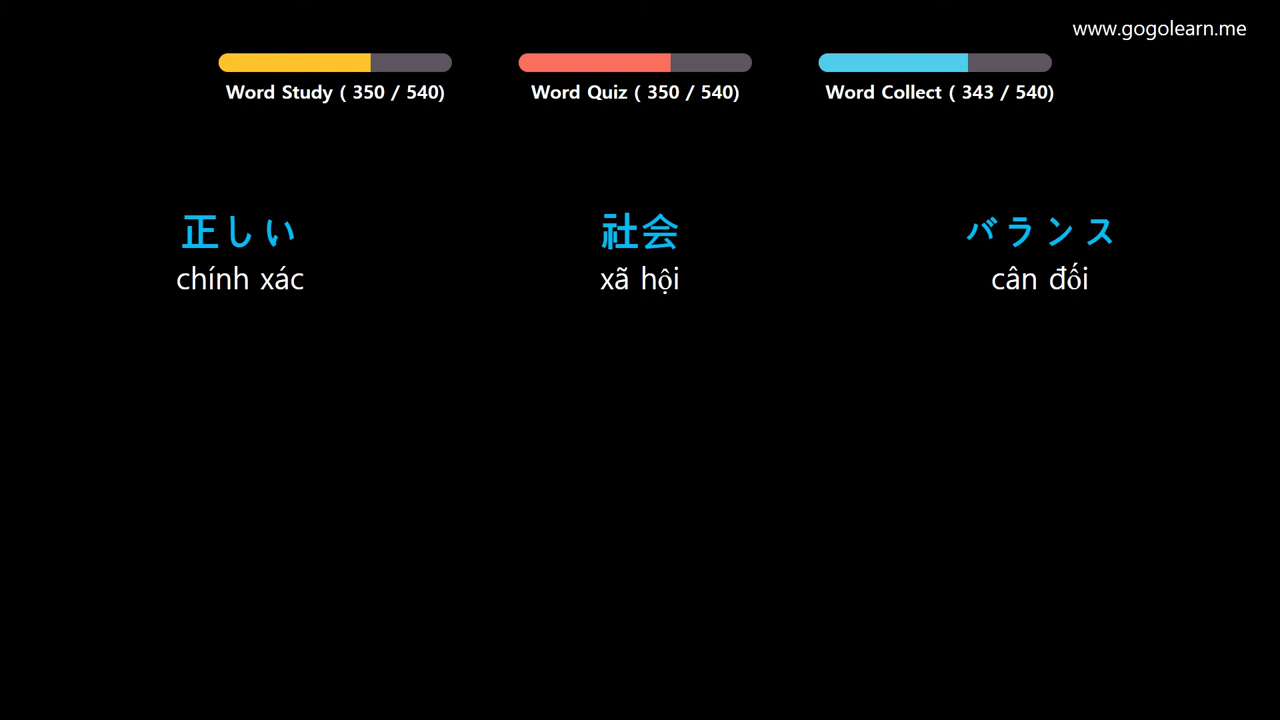 www.gogolearn.me
Word Study ( 350 / 540)
Word Quiz ( 350 / 540)
Word Collect ( 343 / 540)
正しい
chính xác
社会
xã hội
バランス
cân đối